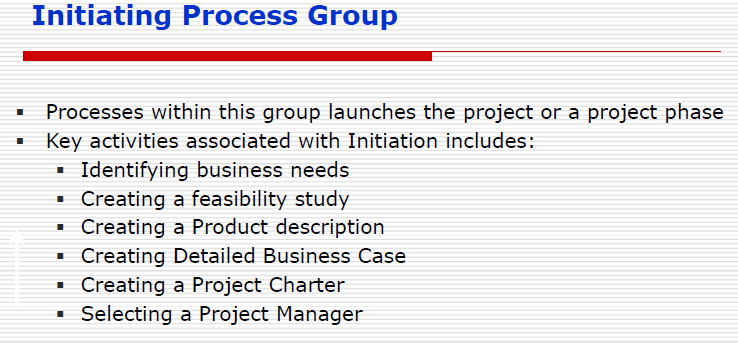 Initiating Process Group
▪ Processes within this group launches the project or a project phase
▪ Key activities associated with Initiation includes:
▪ Identifying business needs
▪ Creating a feasibility study
▪ Creating a Product description
▪ Creating Detailed Business Case
▪ Creating a Project Charter
▪ Selecting a Project Manager